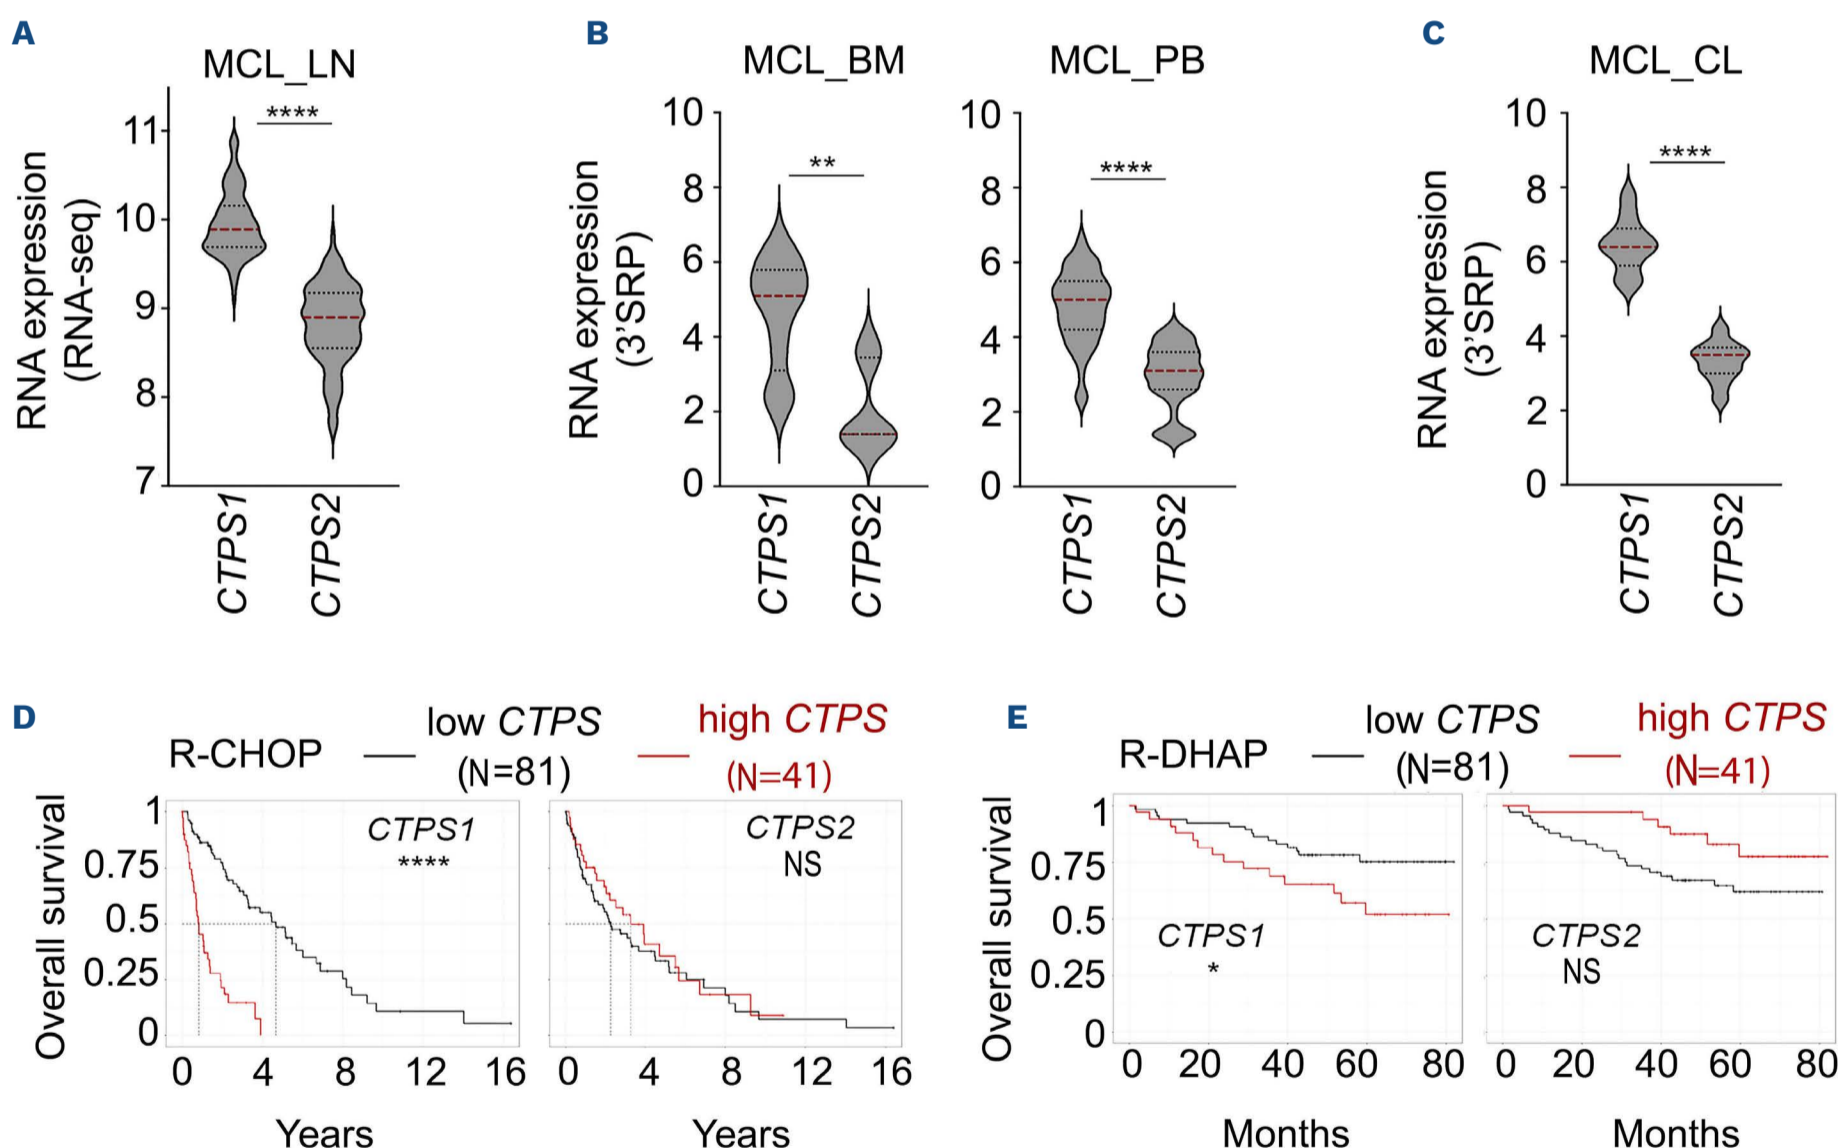 A
MCL_LN
RNA expression
(RNA-seq)
11
10
9
8
7
****
CTPS1
CTPS2
B
MCL_BM
RNA expression
(3'SRP)
10
8
6
4
2
0
**
CTPS1
CTPS2
MCL_PB
10
8
6
4
2
0
****
CTPS1
CTPS2
C
MCL_CL
RNA expression
(3'SRP)
10
8
6
4
2
0
****
CTPS1
CTPS2
D
R-CHOP
low CTPS
(N=81)
high CTPS
(N=41)
Overall survival
1
0.75
0.5
0.25
0
CTPS1
****
0 4 8 12 16
Years
CTPS2
NS
0 4 8 12 16
Years
E
R-DHAP
low CTPS
(N=81)
high CTPS
(N=41)
Overall survival
1
0.75
0.5
0.25
0
CTPS1
*
0 20 40 60 80
Months
CTPS2
NS
0 20 40 60 80
Months